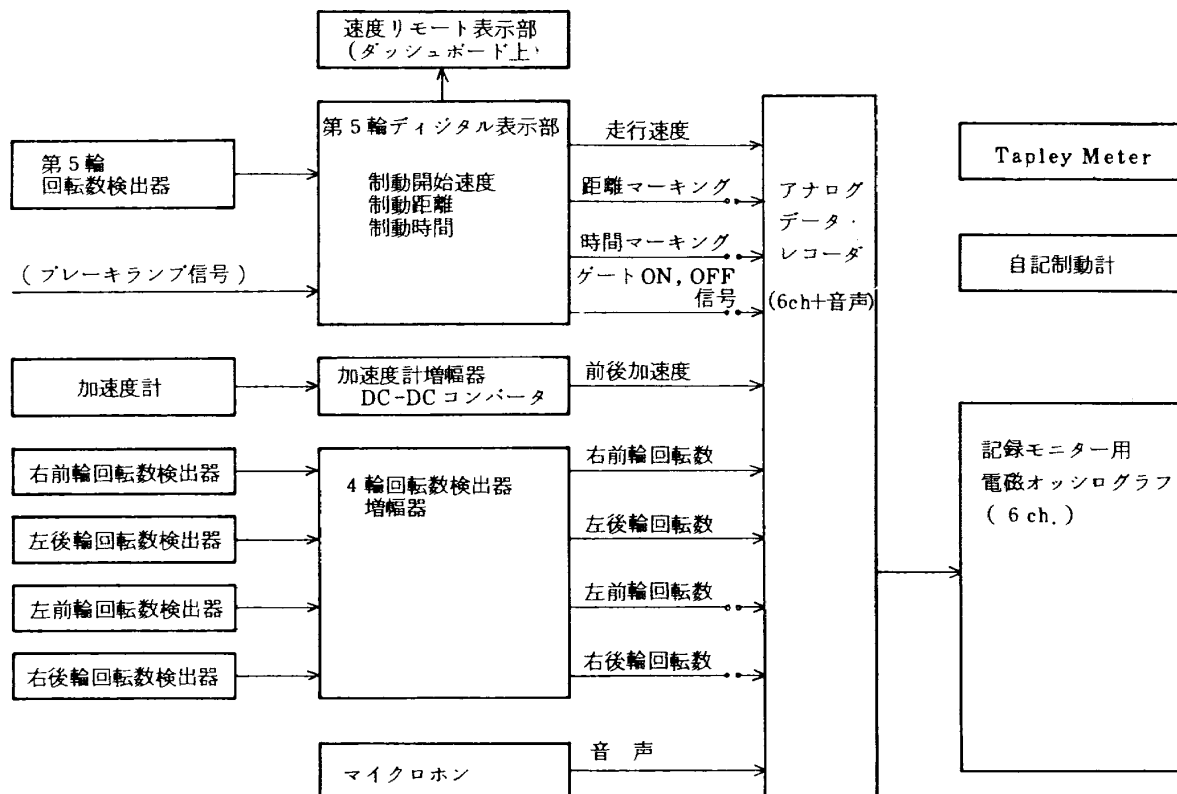 速度リモート表示部
(ダッシュボード上)
第5輪ディジタル表示部
制動開始速度
制動距離
制動時間
第5輪
回転数検出器
(ブレーキランプ信号)
走行速度
距離マーキング
時間マーキング
ゲートON, OFF
信号
アナログ
データ・
レコーダ
(6ch+音声)
Tapley Meter
自記制動計
加速度計
加速度計増幅器
DC-DCコンバータ
前後加速度
右前輪回転数検出器
左後輪回転数検出器
左前輪回転数検出器
右後輪回転数検出器
4輪回転数検出器
増幅器
右前輪回転数
左後輪回転数
左前輪回転数
右後輪回転数
記録モニター用
電磁オッシログラフ
( 6 ch. )
マイクロホン
音 声